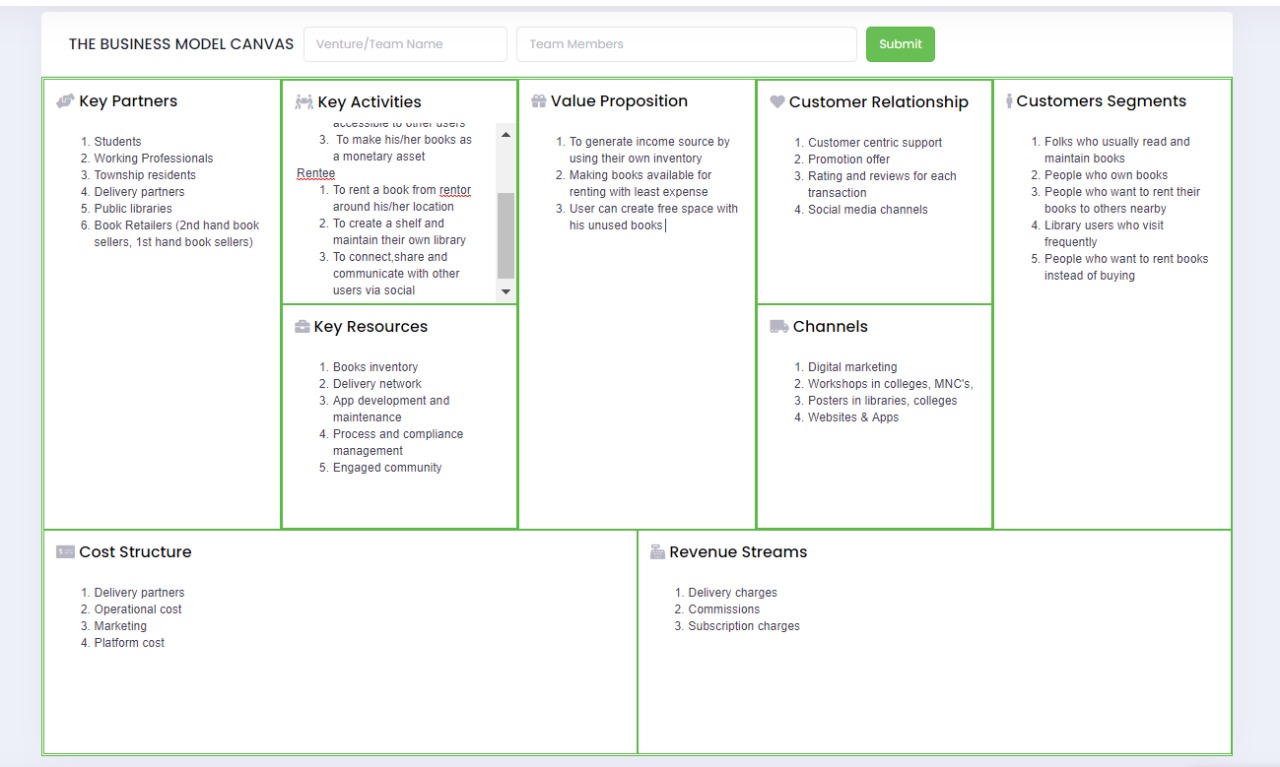 THE BUSINESS MODEL CANVAS
Venture/Team Name
Team Members
Submit
Key Partners
1. Students
2. Working Professionals
3. Township residents
4. Delivery partners
5. Public libraries
6. Book Retailers (2nd hand book
sellers, 1st hand book sellers)
Key Activities
accessible to other users
3. To make his/her books as
a monetary asset
Rentee
1. To rent a book from rentor
around his/her location
2. To create a shelf and
maintain their own library
3. To connect,share and
communicate with other
users via social
Key Resources
1. Books inventory
2. Delivery network
3. App development and
maintenance
4. Process and compliance
management
5. Engaged community
Value Proposition
1. To generate income source by
using their own inventory
2. Making books available for
renting with least expense
3. User can create free space with
his unused books
Customer Relationship
1. Customer centric support
2. Promotion offer
3. Rating and reviews for each
transaction
4. Social media channels
Channels
1. Digital marketing
2. Workshops in colleges, MNC's,
3. Posters in libraries, colleges
4. Websites & Apps
Customers Segments
1. Folks who usually read and
maintain books
2. People who own books
3. People who want to rent their
books to others nearby
4. Library users who visit
frequently
5. People who want to rent books
instead of buying
Cost Structure
1. Delivery partners
2. Operational cost
3. Marketing
4. Platform cost
Revenue Streams
1. Delivery charges
2. Commissions
3. Subscription charges